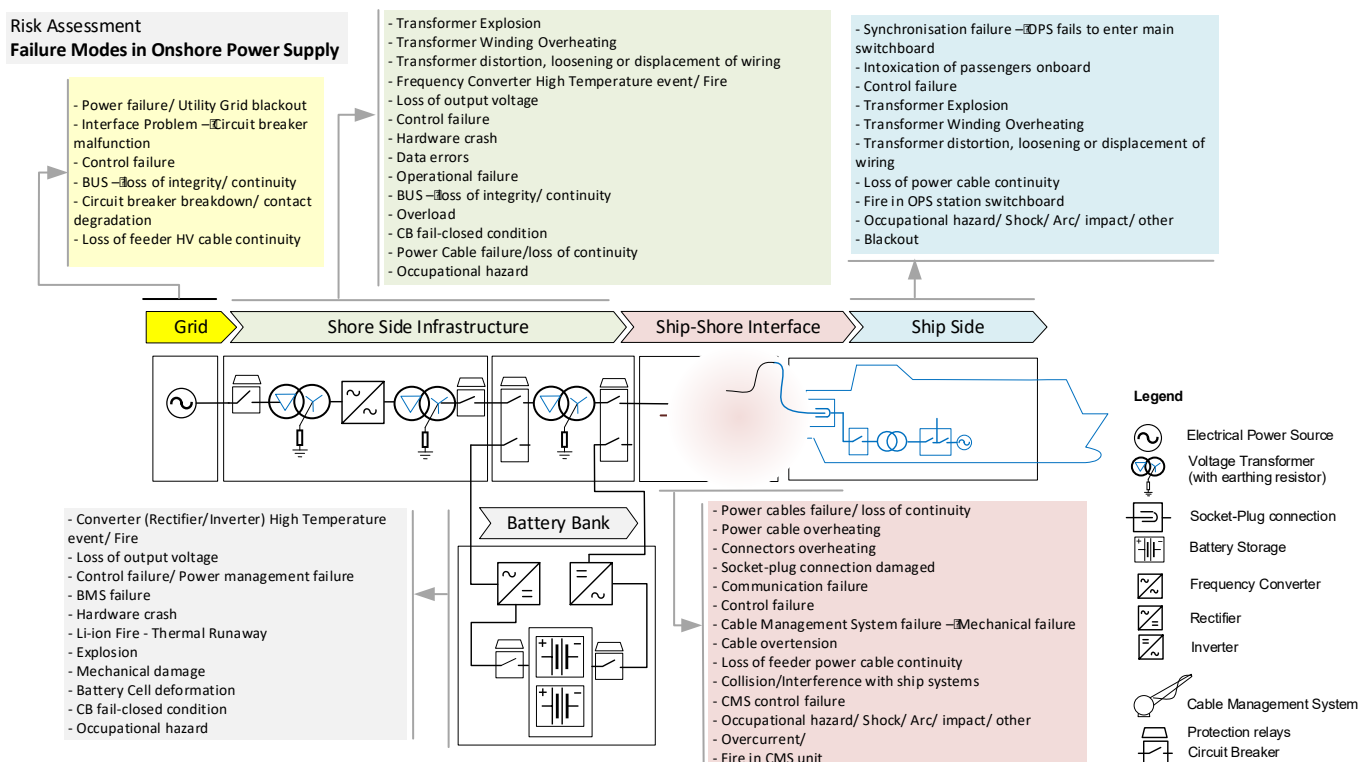 Risk Assessment
Failure Modes in Onshore Power Supply
- Power failure/ Utility Grid blackout
- Interface Problem – Circuit breaker
malfunction
- Control failure
- BUS – loss of integrity/ continuity
- Circuit breaker breakdown/ contact
degradation
- Loss of feeder HV cable continuity
- Transformer Explosion
- Transformer Winding Overheating
- Transformer distortion, loosening or displacement of wiring
- Frequency Converter High Temperature event/ Fire
- Loss of output voltage
- Control failure
- Hardware crash
- Data errors
- Operational failure
- BUS – loss of integrity/ continuity
- Overload
- CB fail-closed condition
- Power Cable failure/loss of continuity
- Occupational hazard
- Synchronisation failure – OPS fails to enter main
switchboard
- Intoxication of passengers onboard
- Control failure
- Transformer Explosion
- Transformer Winding Overheating
- Transformer distortion, loosening or displacement of
wiring
- Loss of power cable continuity
- Fire in OPS station switchboard
- Occupational hazard/ Shock/ Arc/ impact/ other
- Blackout
Grid
Shore Side Infrastructure
Ship-Shore Interface
Ship Side
Battery Bank
- Converter (Rectifier/Inverter) High Temperature
event/ Fire
- Loss of output voltage
- Control failure/ Power management failure
- BMS failure
- Hardware crash
- Li-ion Fire - Thermal Runaway
- Explosion
- Mechanical damage
- Battery Cell deformation
- CB fail-closed condition
- Occupational hazard
- Power cables failure/ loss of continuity
- Power cable overheating
- Connectors overheating
- Socket-plug connection damaged
- Communication failure
- Control failure
- Cable Management System failure – Mechanical failure
- Cable overtension
- Loss of feeder power cable continuity
- Collision/Interference with ship systems
- CMS control failure
- Occupational hazard/ Shock/ Arc/ impact/ other
- Overcurrent/
- Fire in CMS unit
Legend
Electrical Power Source
Voltage Transformer
(with earthing resistor)
Socket-Plug connection
Battery Storage
Frequency Converter
Rectifier
Inverter
Cable Management System
Protection relays
Circuit Breaker